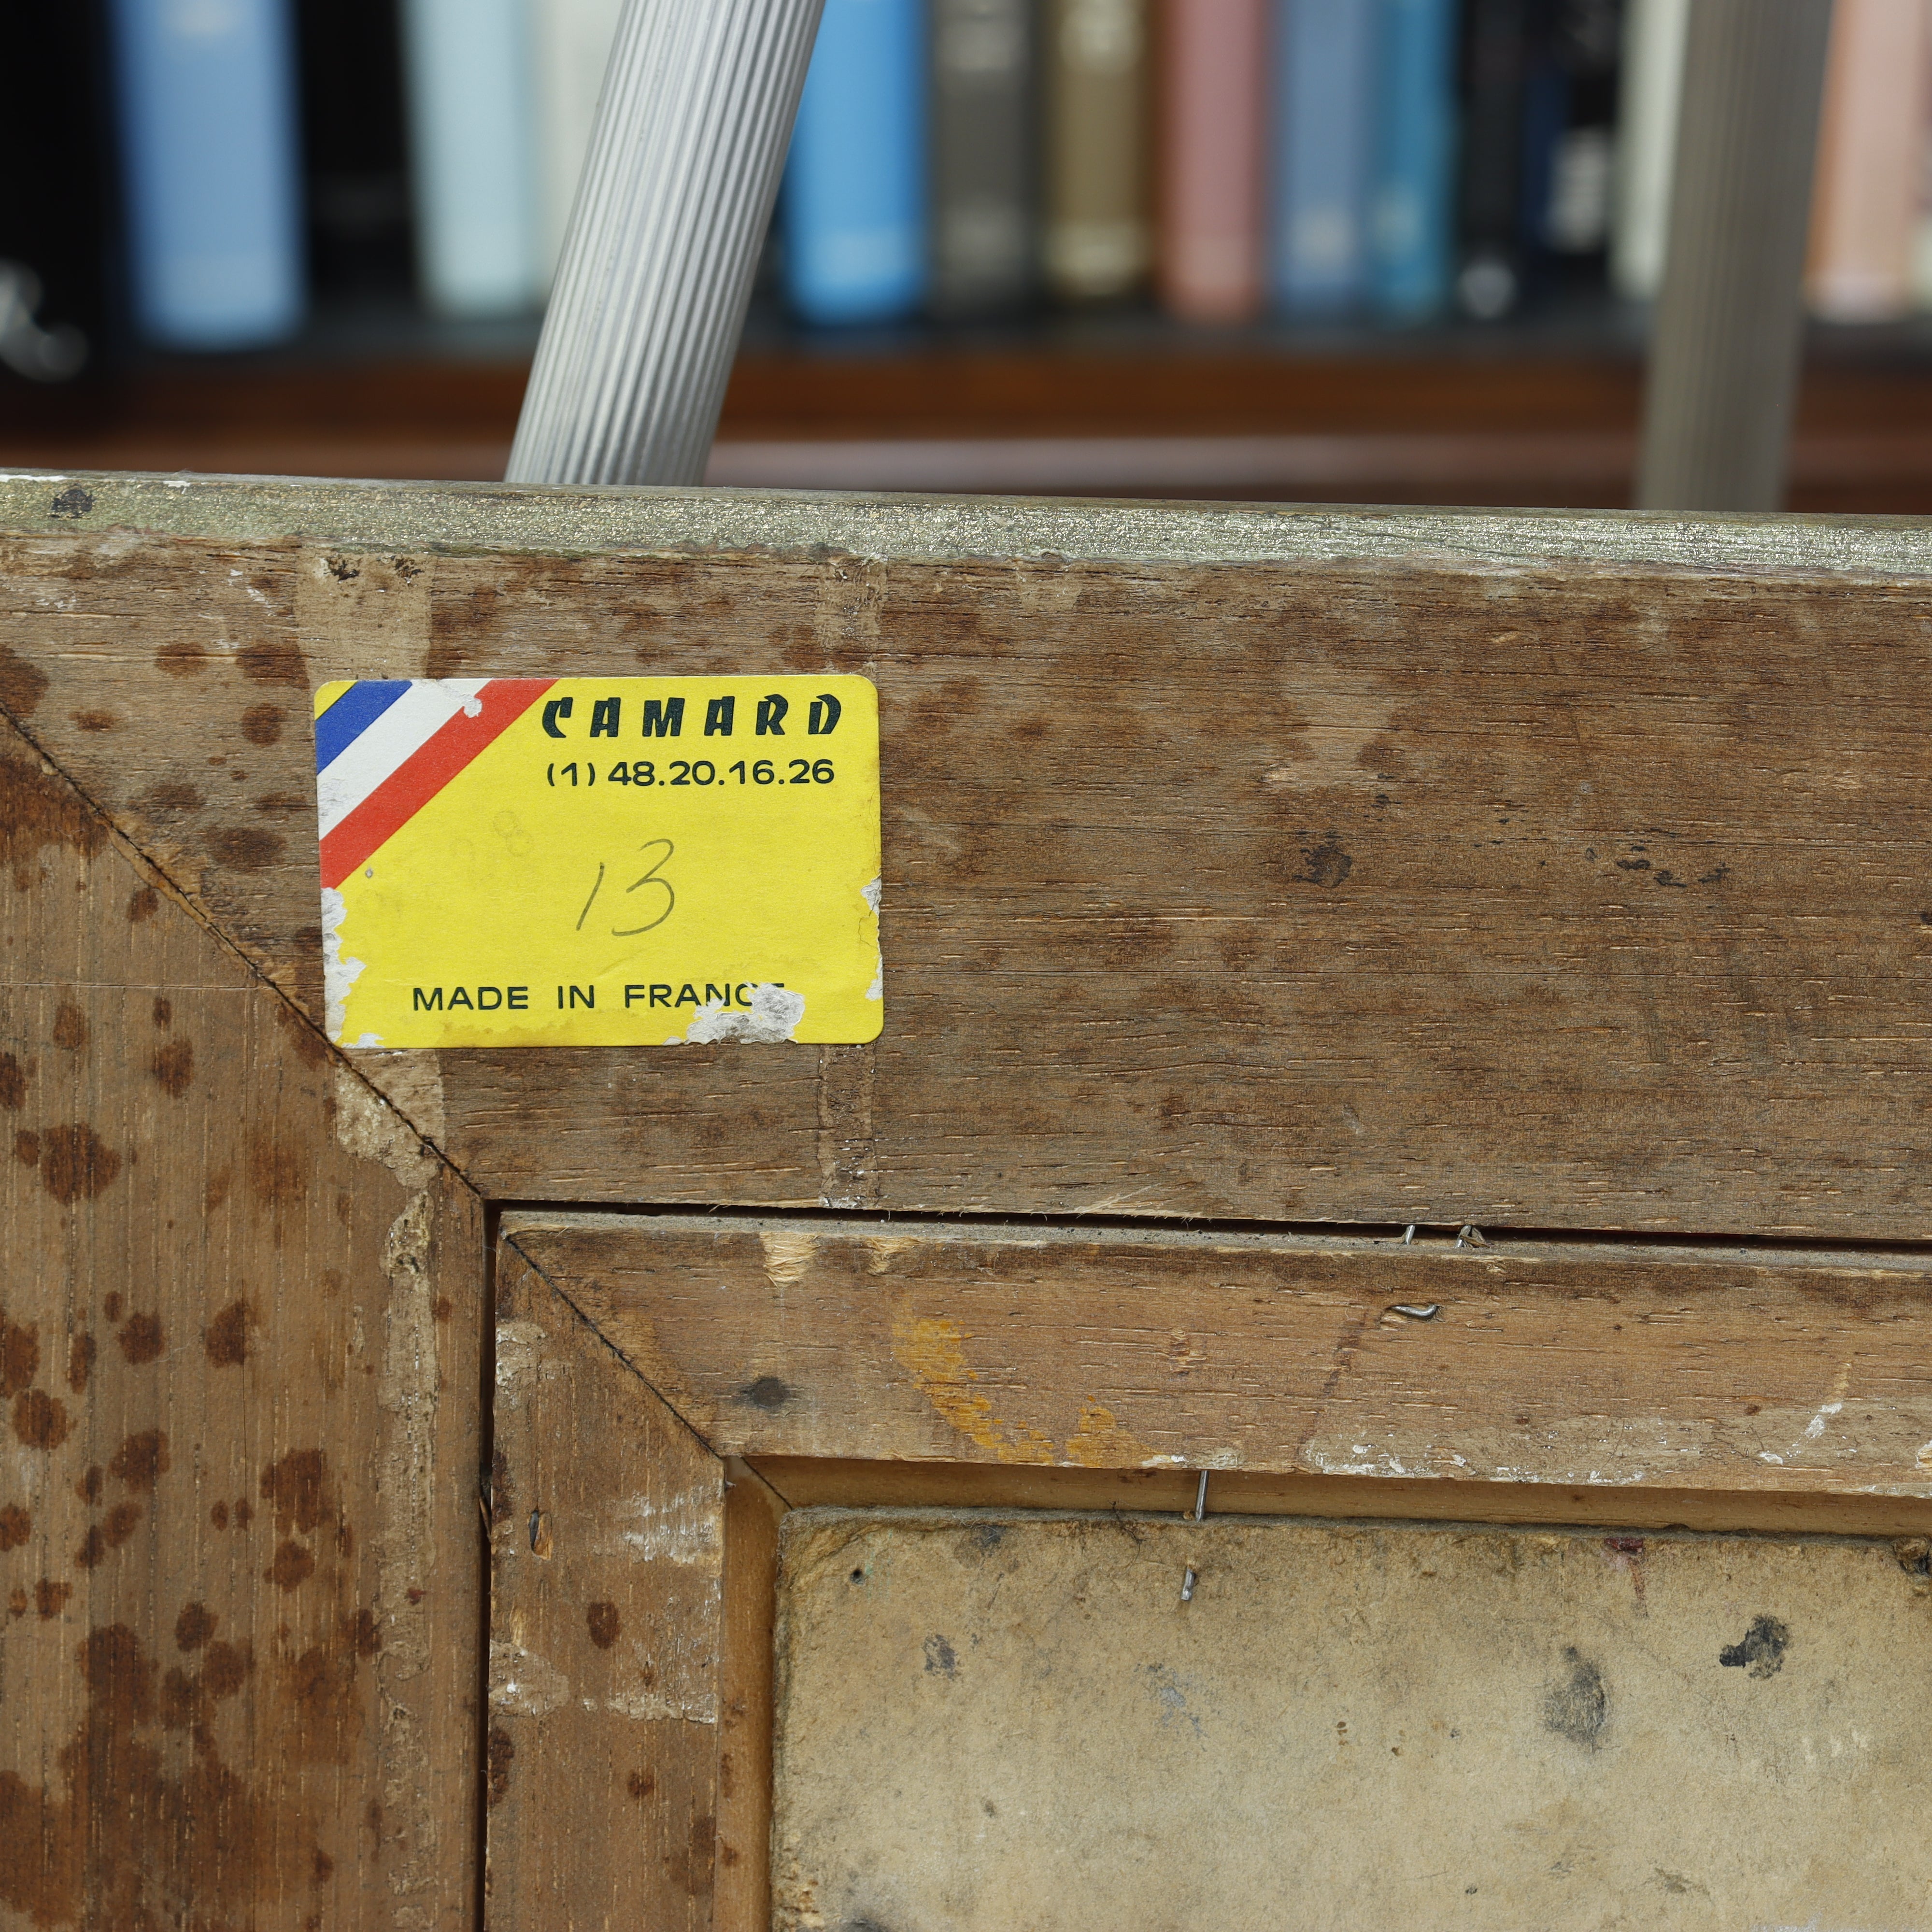 CAMARD
(1) 48.20.16.26
13
MADE IN FRANCE